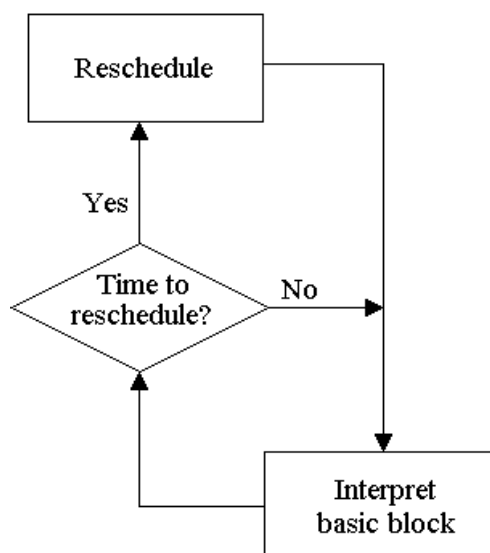 Reschedule
Yes
Time to
reschedule?
No
Interpret
basic block